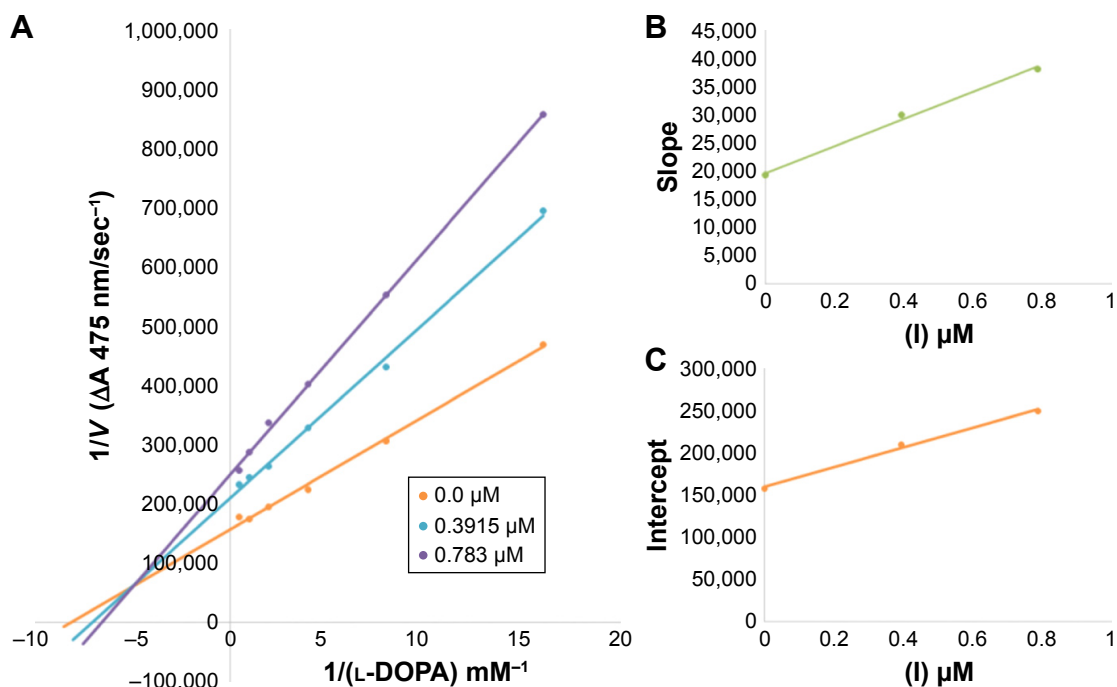 A
1/V (ΔA 475 nm/sec⁻¹)
1,000,000
900,000
800,000
700,000
600,000
500,000
400,000
300,000
200,000
100,000
0
–100,000
–10
–5
0
5
10
15
20
1/(L-DOPA) mM⁻¹
0.0 µM
0.3915 µM
0.783 µM
B
Slope
45,000
40,000
35,000
30,000
25,000
20,000
15,000
10,000
5,000
0
0 0.2 0.4 0.6 0.8 1
(I) µM
C
Intercept
300,000
250,000
200,000
150,000
100,000
50,000
0
0 0.2 0.4 0.6 0.8 1
(I) µM